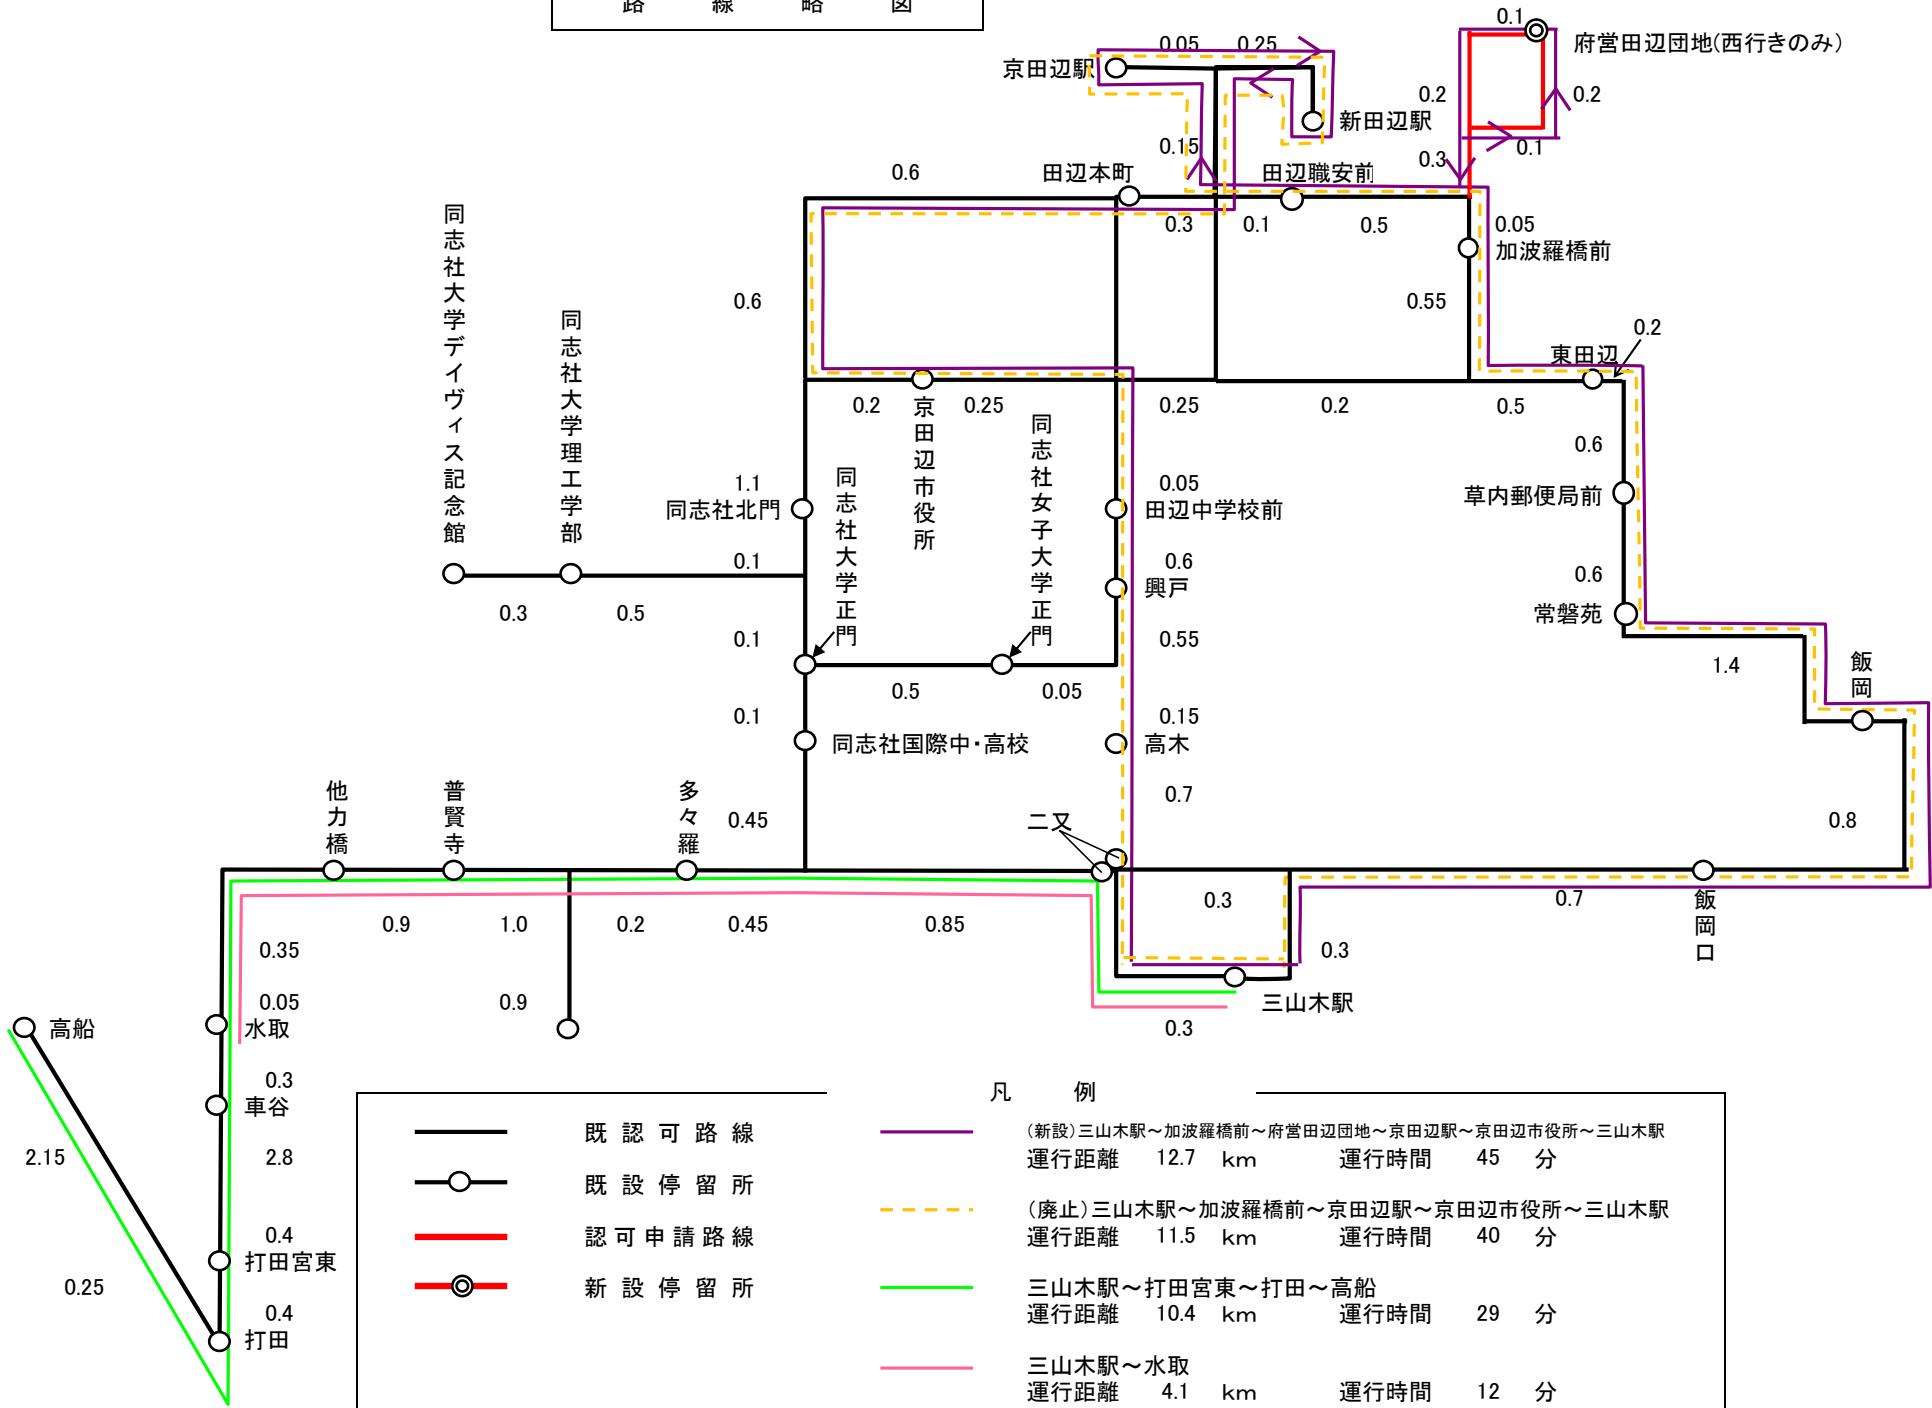 路 線 略 図
0.1
府営田辺団地(西行きのみ)
0.05 0.25
京田辺駅
0.2 0.2
新田辺駅
0.15 0.1
0.3
0.6 田辺本町 田辺職安前
0.3 0.1 0.5 0.05
加波羅橋前
同志社大学デイヴィス記念館
同志社大学理工学部
0.6 0.55
0.2
東田辺
0.2 0.25 0.25 0.2 0.5
京田辺市役所
同志社女子大学正門
0.6
同志社大学正門
1.1 0.05
同志社北門 田辺中学校前 草内郵便局前
0.1 0.6
興戸
0.6
0.3 0.5 常磐苑
0.1 0.55
1.4
飯岡
0.5 0.05
0.1 0.15
同志社国際中・高校 高木
0.7
他力橋
普賢寺
多々羅
0.45 二又 0.8
0.3 0.7
飯岡口
0.9 1.0 0.2 0.45 0.85
0.35 0.3
0.05 0.9 三山木駅
高船 水取 0.3
0.3
車谷
2.15 2.8
0.4
打田宮東
0.25
0.4
打田
凡 例
既認可路線
既設停留所
認可申請路線
新設停留所
(新設)三山木駅～加波羅橋前～府営田辺団地～京田辺駅～京田辺市役所～三山木駅
運行距離 12.7 km 運行時間 45 分
(廃止)三山木駅～加波羅橋前～京田辺駅～京田辺市役所～三山木駅
運行距離 11.5 km 運行時間 40 分
三山木駅～打田宮東～打田～高船
運行距離 10.4 km 運行時間 29 分
三山木駅～水取
運行距離 4.1 km 運行時間 12 分